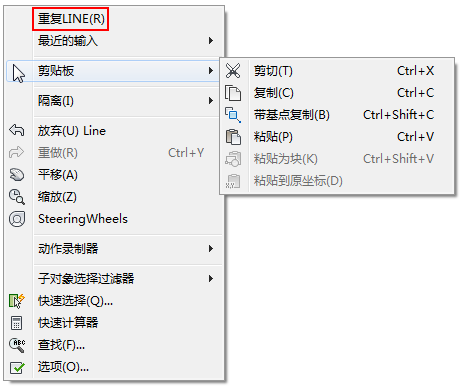 重复LINE(R)
最近的输入
剪贴板
隔离(I)
放弃(U) Line
重做(R) Ctrl+Y
平移(A)
缩放(Z)
SteeringWheels
动作录制器
子对象选择过滤器
快速选择(Q)...
快速计算器
ABC
查找(F)...
选项(O)...
剪切(T) Ctrl+X
复制(C) Ctrl+C
带基点复制(B) Ctrl+Shift+C
粘贴(P) Ctrl+V
粘贴为块(K) Ctrl+Shift+V
粘贴到原坐标(D)